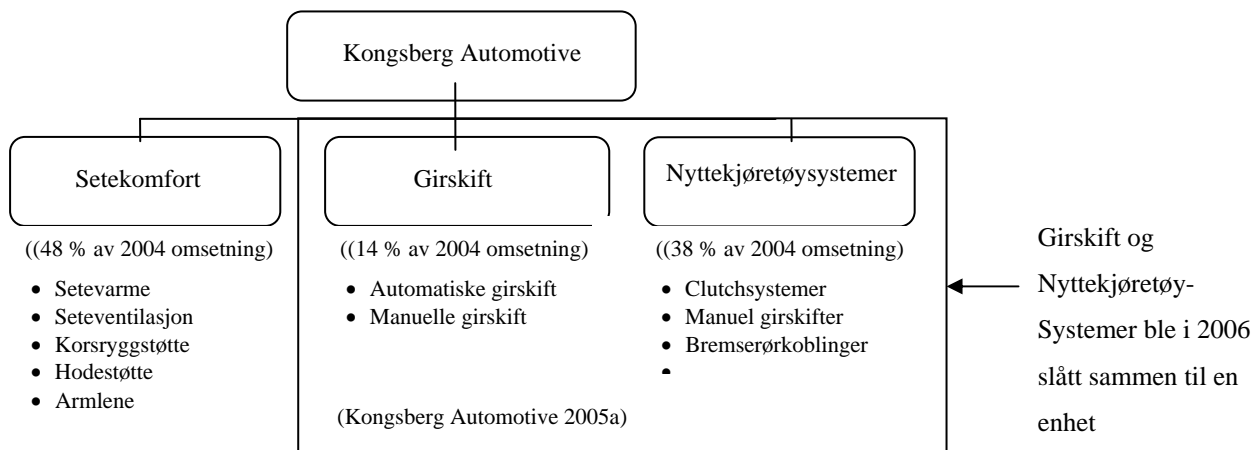 Kongsberg Automotive
Setekomfort
((48 % av 2004 omsetning)
• Setevarme
• Seteventilasjon
• Korsryggstøtte
• Hodestøtte
• Armlene
Girskift
((14 % av 2004 omsetning)
• Automatiske girskift
• Manuelle girskift
(Kongsberg Automotive 2005a)
Nyttekjøretøysystemer
((38 % av 2004 omsetning)
• Clutchsystemer
• Manuel girskifter
• Bremserørkoblinger
•
Girskift og
Nyttekjøretøy-
Systemer ble i 2006
slått sammen til en
enhet